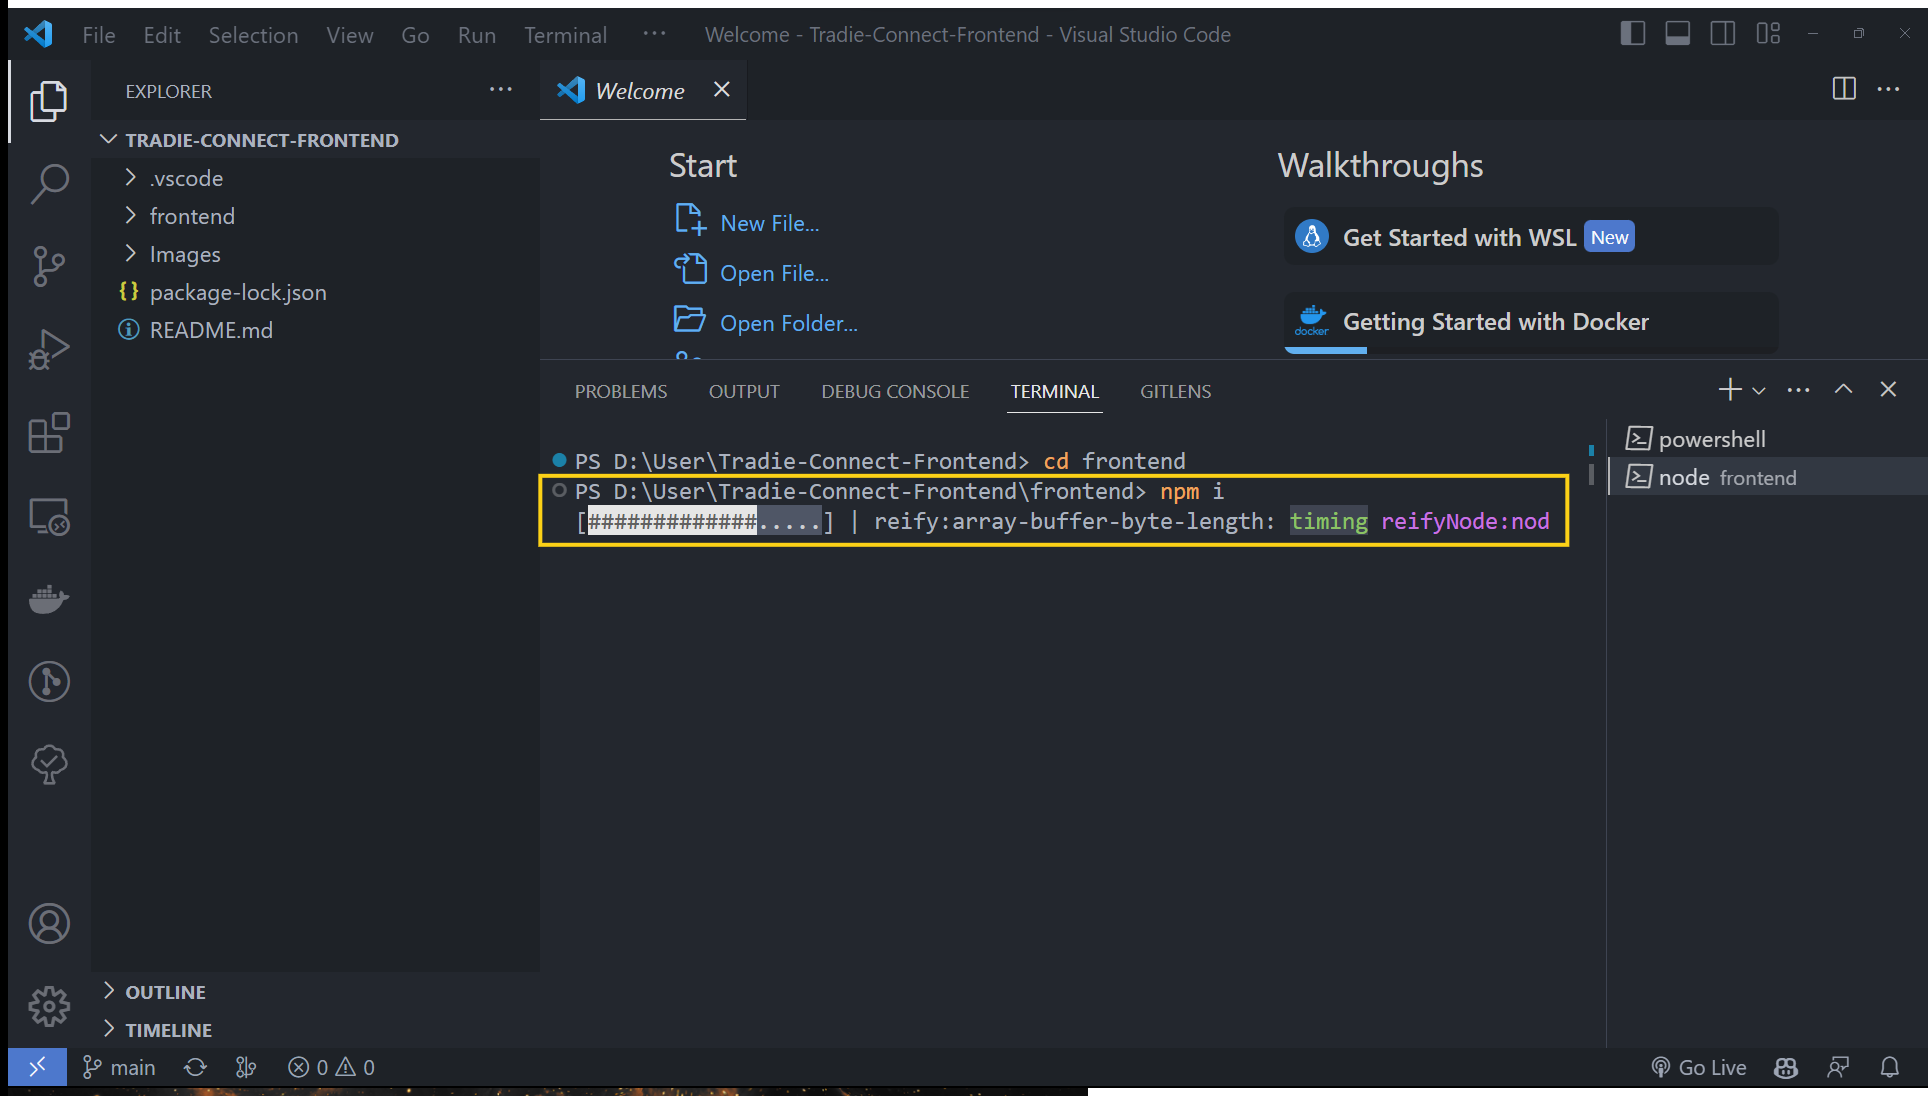 File Edit Selection View Go Run Terminal ··· Welcome - Tradie-Connect-Frontend - Visual Studio Code
EXPLORER ···
TRADIE-CONNECT-FRONTEND
.vscode
frontend
Images
{} package-lock.json
README.md
OUTLINE
TIMELINE
Welcome
Start
New File...
Open File...
Open Folder...
Walkthroughs
Get Started with WSL New
docker Getting Started with Docker
PROBLEMS OUTPUT DEBUG CONSOLE TERMINAL GITLENS
PS D:\User\Tradie-Connect-Frontend> cd frontend
PS D:\User\Tradie-Connect-Frontend\frontend> npm i
[#############.....] | reify:array-buffer-byte-length: timing reifyNode:nod
powershell
node frontend
main 0 0 Go Live